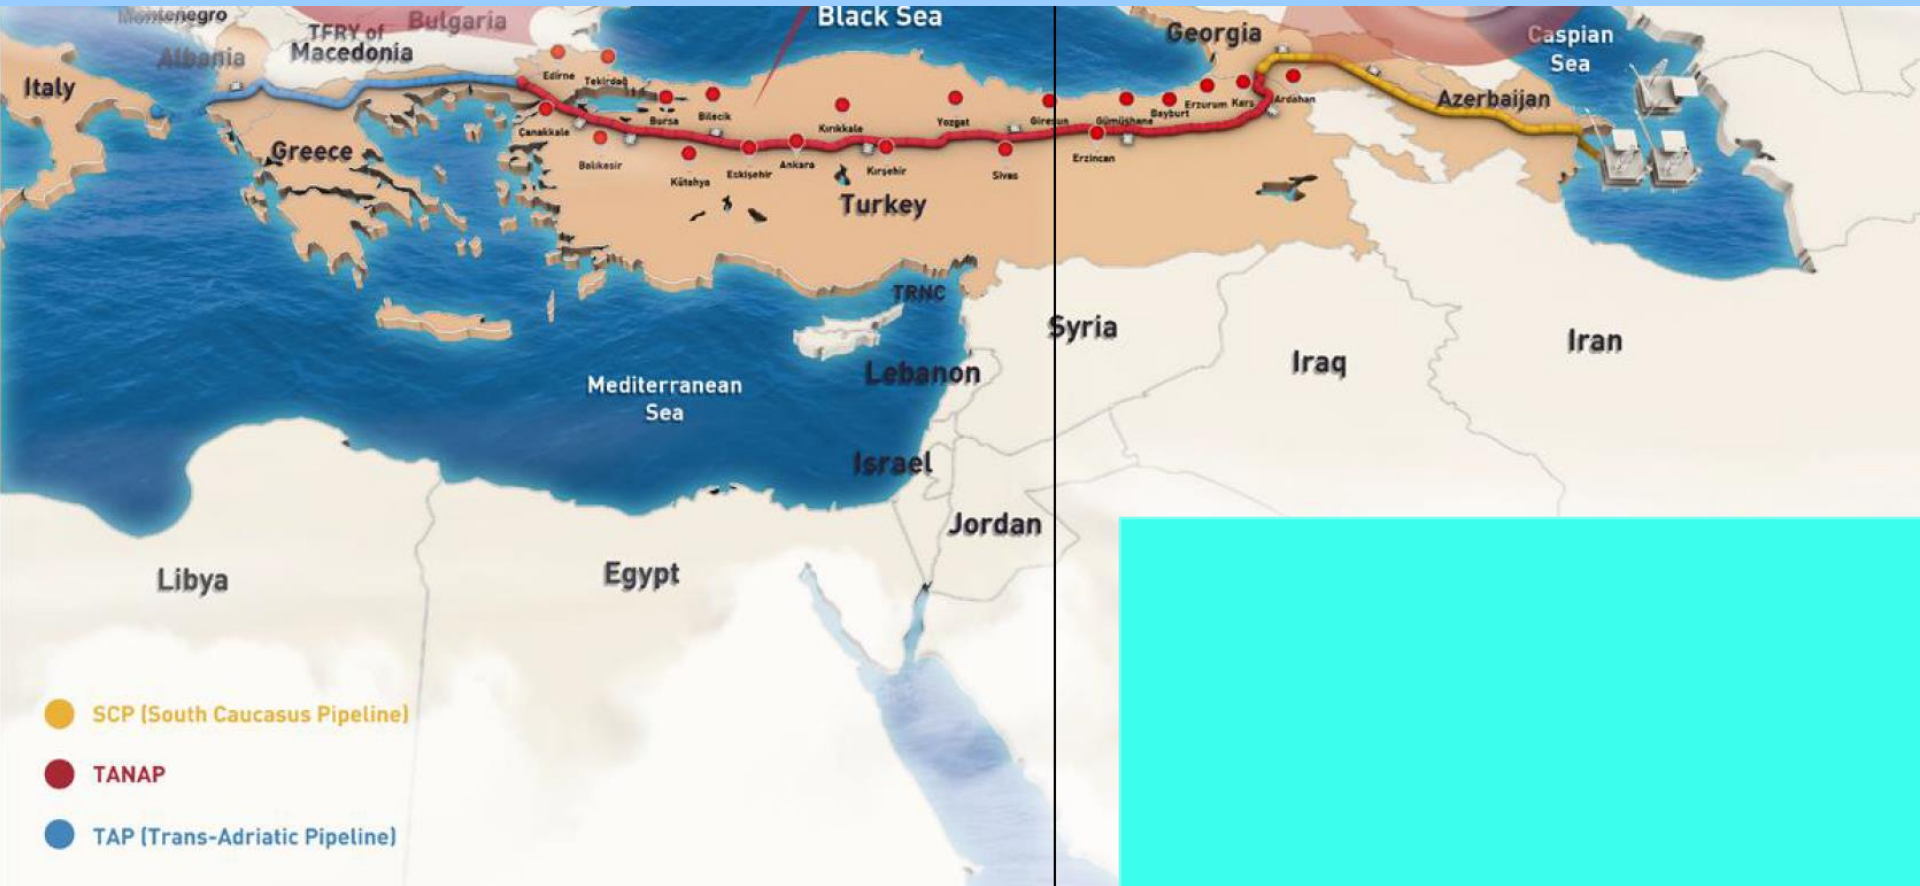 Montenegro
Bulgaria
Black Sea
TFRY of
Macedonia
Albania
Italy
Greece
Georgia
Caspian
Sea
Azerbaijan
Edirne
Tekirdağ
Çanakkale
Balıkesir
Bursa
Bilecik
Kütahya
Eskişehir
Ankara
Kırıkkale
Kırşehir
Yozgat
Sivas
Giresun
Gümüşhane
Erzincan
Bayburt
Erzurum
Kars
Ardahan
Turkey
TRNC
Syria
Iraq
Iran
Lebanon
Mediterranean
Sea
Israel
Jordan
Libya
Egypt
SCP (South Caucasus Pipeline)
TANAP
TAP (Trans-Adriatic Pipeline)